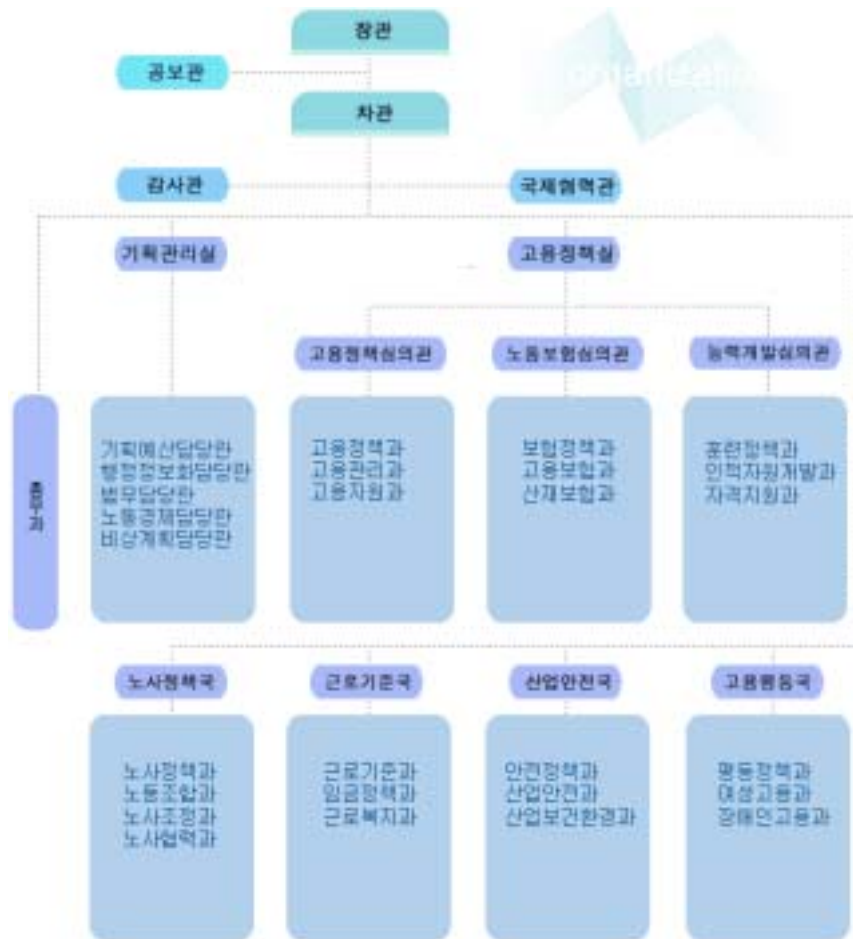 장관
organization
공보관
차관
감사관
국제협력관
기획관리실
고용정책실
고용정책심의관
노동보험심의관
능력개발심의관
총무과
기획예산담당관
행정정보화담당관
법무담당관
노동경제담당관
비상계획담당관
고용정책과
고용관리과
고용지원과
보험정책과
고용보험과
산재보험과
훈련정책과
인적자원개발과
자격지원과
노사정책국
근로기준국
산업안전국
고용평등국
노사정책과
노동조합과
노사조정과
노사협력과
근로기준과
임금정책과
근로복지과
안전정책과
산업안전과
산업보건환경과
평등정책과
여성고용과
장애인고용과